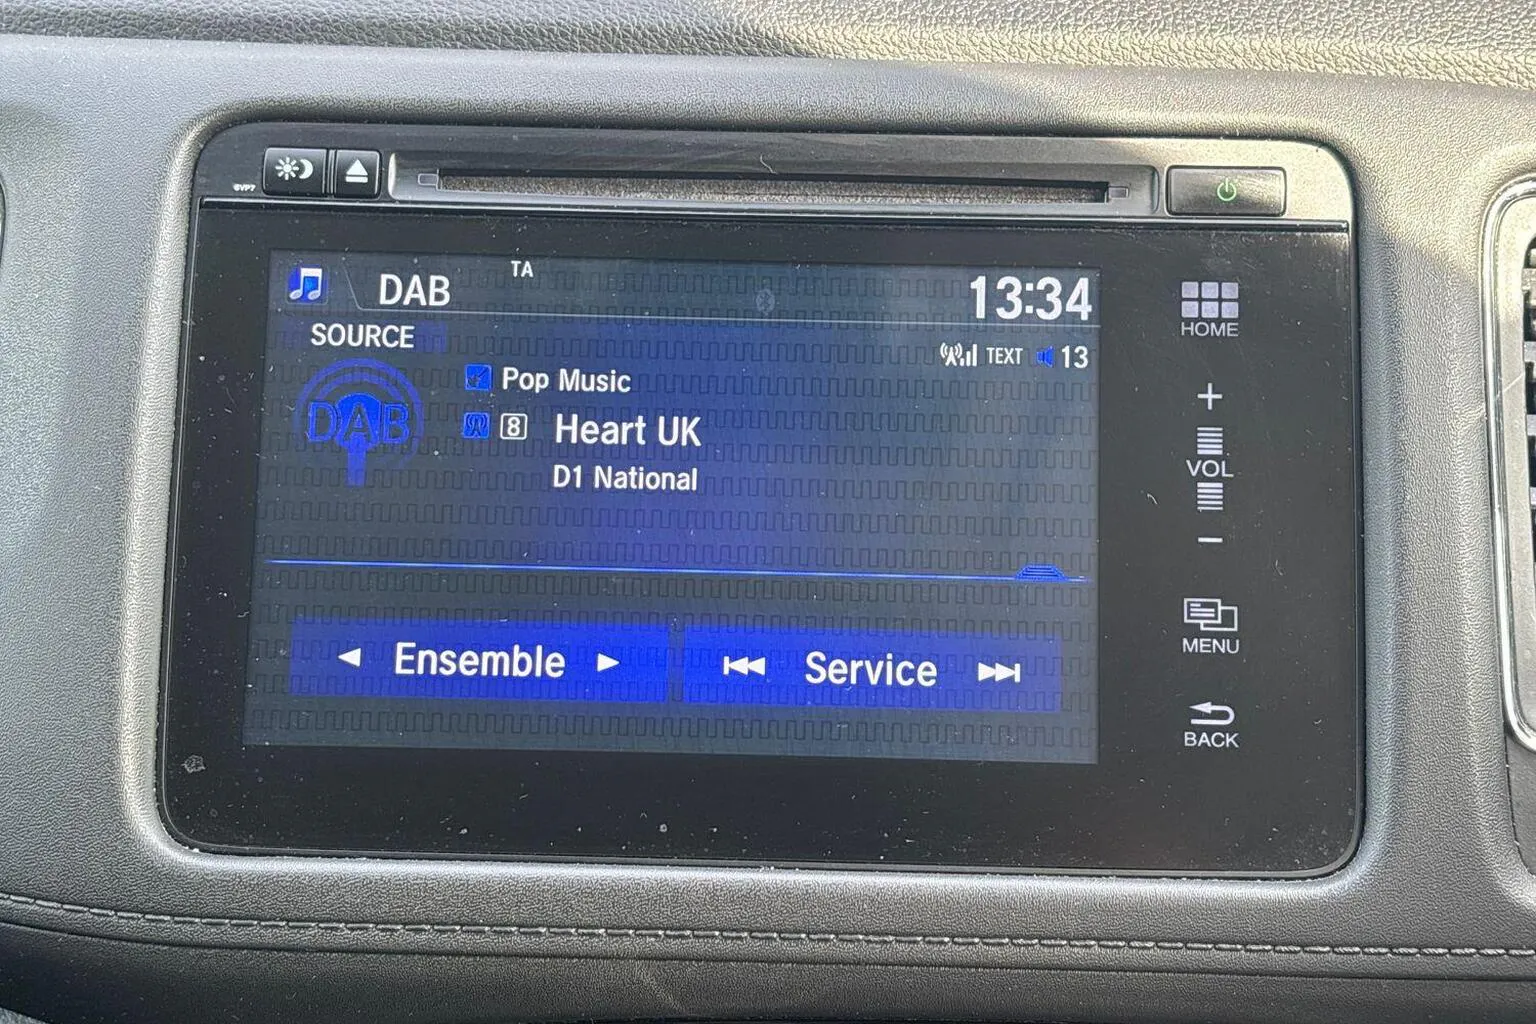 6VP7
DAB
TA
13:34
SOURCE
TEXT
13
DAB
Pop Music
8
Heart UK
D1 National
Ensemble
Service
HOME
+
VOL
−
MENU
BACK